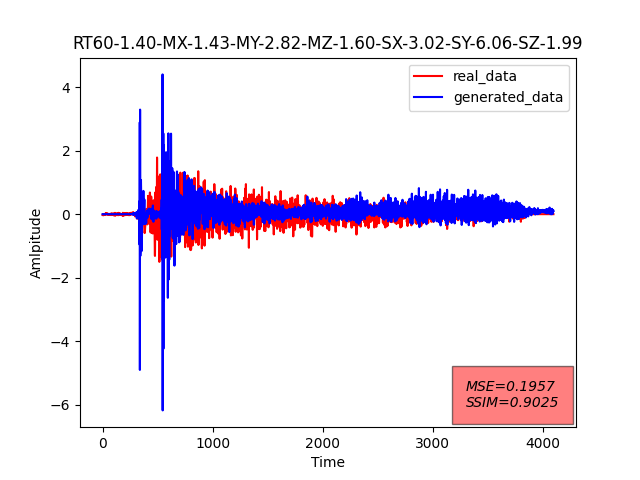 RT60-1.40-MX-1.43-MY-2.82-MZ-1.60-SX-3.02-SY-6.06-SZ-1.99
real_data
generated_data
4
2
0
−2
−4
−6
Amlpitude
MSE=0.1957
SSIM=0.9025
0 1000 2000 3000 4000
Time